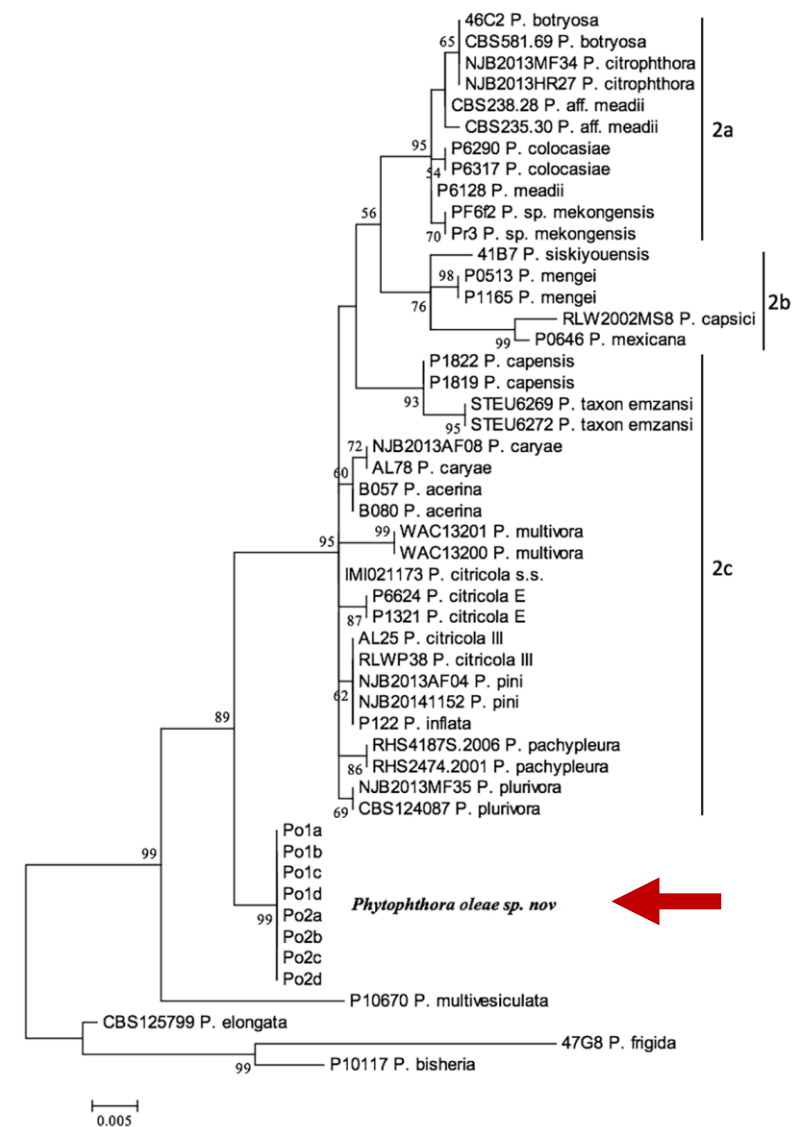 46C2 P. botryosa
65
CBS581.69 P. botryosa
NJB2013MF34 P. citrophthora
NJB2013HR27 P. citrophthora
CBS238.28 P. aff. meadii
CBS235.30 P. aff. meadii
2a
95
P6290 P. colocasiae
54
P6317 P. colocasiae
P6128 P. meadii
56
PF6f2 P. sp. mekongensis
70
Pr3 P. sp. mekongensis
41B7 P. siskiyouensis
98
P0513 P. mengei
76
P1165 P. mengei
2b
RLW2002MS8 P. capsici
99
P0646 P. mexicana
P1822 P. capensis
P1819 P. capensis
93
STEU6269 P. taxon emzansi
95
STEU6272 P. taxon emzansi
72
NJB2013AF08 P. caryae
60
AL78 P. caryae
B057 P. acerina
B080 P. acerina
99
WAC13201 P. multivora
95
WAC13200 P. multivora
IMI021173 P. citricola s.s.
2c
P6624 P. citricola E
87
P1321 P. citricola E
AL25 P. citricola III
RLWP38 P. citricola III
NJB2013AF04 P. pini
62
NJB20141152 P. pini
P122 P. inflata
89
RHS4187S.2006 P. pachypleura
86
RHS2474.2001 P. pachypleura
NJB2013MF35 P. plurivora
69
CBS124087 P. plurivora
Po1a
Po1b
99
Po1c
Po1d
Phytophthora oleae sp. nov
99
Po2a
Po2b
Po2c
Po2d
P10670 P. multivesiculata
CBS125799 P. elongata
47G8 P. frigida
99
P10117 P. bisheria
0.005